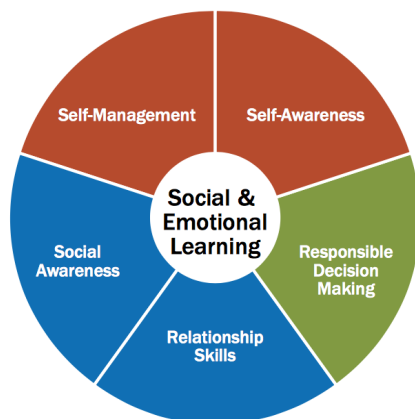 Self-Management
Self-Awareness
Social &
Emotional
Learning
Social
Awareness
Responsible
Decision
Making
Relationship
Skills